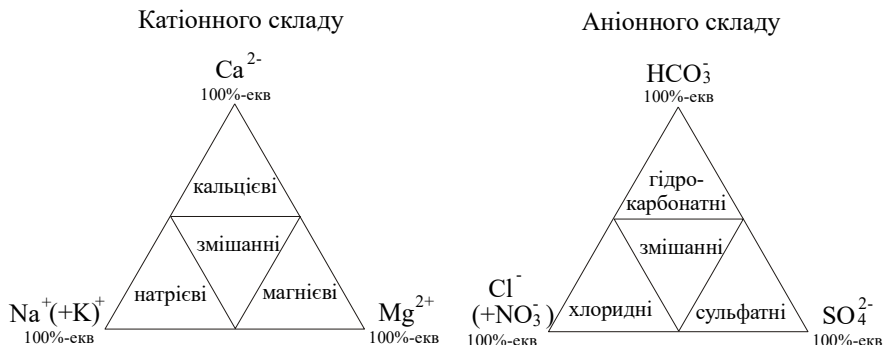 Катіонного складу
Ca²⁻
100%-екв
кальцієві
змішанні
натрієві
магнієві
Na⁺(+K)⁺
100%-екв
Mg²⁺
100%-екв
Аніонного складу
HCO₃⁻
100%-екв
гідро-
карбонатні
змішанні
Cl⁻
(+NO₃⁻)
100%-екв
хлоридні
сульфатні
SO₄²⁻
100%-екв